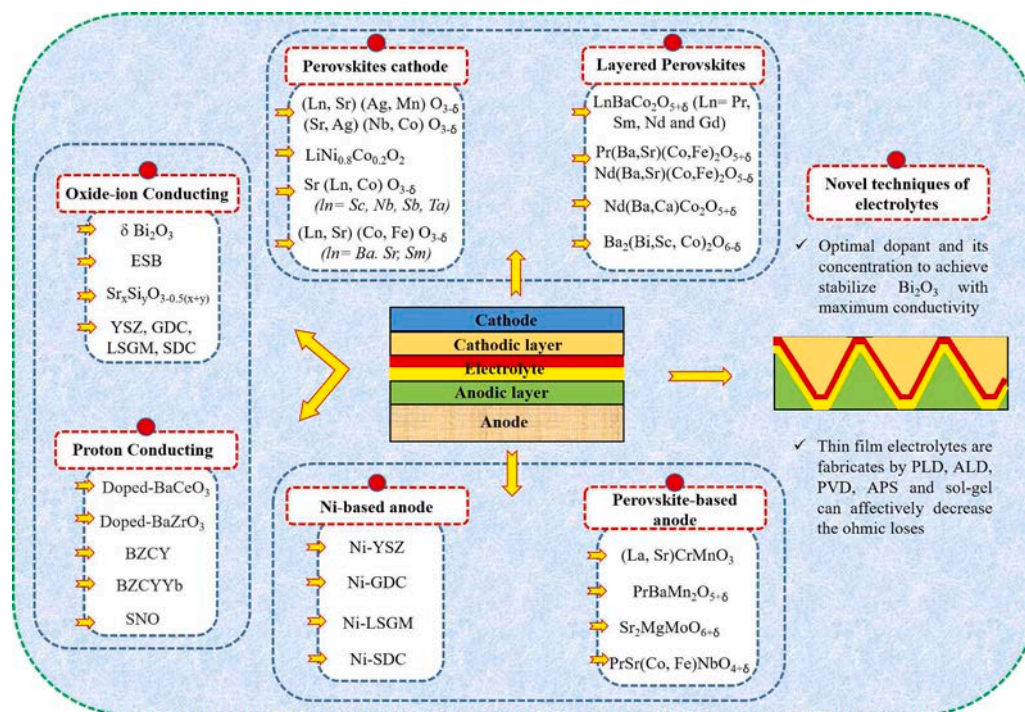 Perovskites cathode
(Ln, Sr) (Ag, Mn) O₃₋δ
(Sr, Ag) (Nb, Co) O₃₋δ
LiNi₀.₈Co₀.₂O₂
Sr (Ln, Co) O₃₋δ
(ln= Sc, Nb, Sb, Ta)
(Ln, Sr) (Co, Fe) O₃₋δ
(ln= Ba. Sr, Sm)
Layered Perovskites
LnBaCo₂O₅₊δ (Ln= Pr,
Sm, Nd and Gd)
Pr(Ba,Sr)(Co,Fe)₂O₅₊δ
Nd(Ba,Sr)(Co,Fe)₂O₅₋δ
Nd(Ba,Ca)Co₂O₅₊δ
Ba₂(Bi,Sc, Co)₂O₆₋δ
Oxide-ion Conducting
δ Bi₂O₃
ESB
SrₓSiᵧO₃₋₀.₅₍ₓ₊ᵧ₎
YSZ, GDC,
LSGM, SDC
Proton Conducting
Doped-BaCeO₃
Doped-BaZrO₃
BZCY
BZCYYb
SNO
Cathode
Cathodic layer
Electrolyte
Anodic layer
Anode
Ni-based anode
Ni-YSZ
Ni-GDC
Ni-LSGM
Ni-SDC
Perovskite-based
anode
(La, Sr)CrMnO₃
PrBaMn₂O₅₊δ
Sr₂MgMoO₆₊δ
PrSr(Co, Fe)NbO₄₊δ
Novel techniques of
electrolytes
✓ Optimal dopant and its
concentration to achieve
stabilize Bi₂O₃ with
maximum conductivity
✓ Thin film electrolytes are
fabricates by PLD, ALD,
PVD, APS and sol-gel
can affectively decrease
the ohmic loses